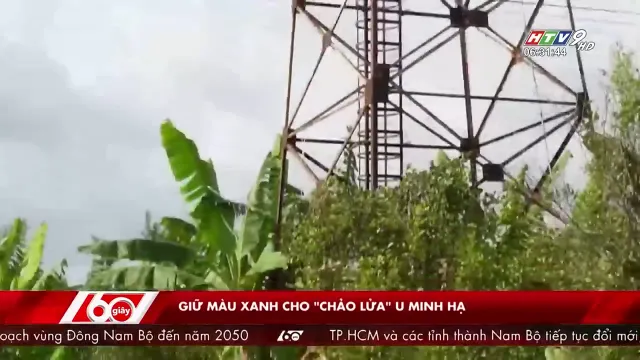 HTV9 HD
06:31:44
60 giây
GIỮ MÀU XANH CHO "CHẢO LỬA" U MINH HẠ
oạch vùng Đông Nam Bộ đến năm 2050 60 TP.HCM và các tỉnh thành Nam Bộ tiếp tục đổi mới